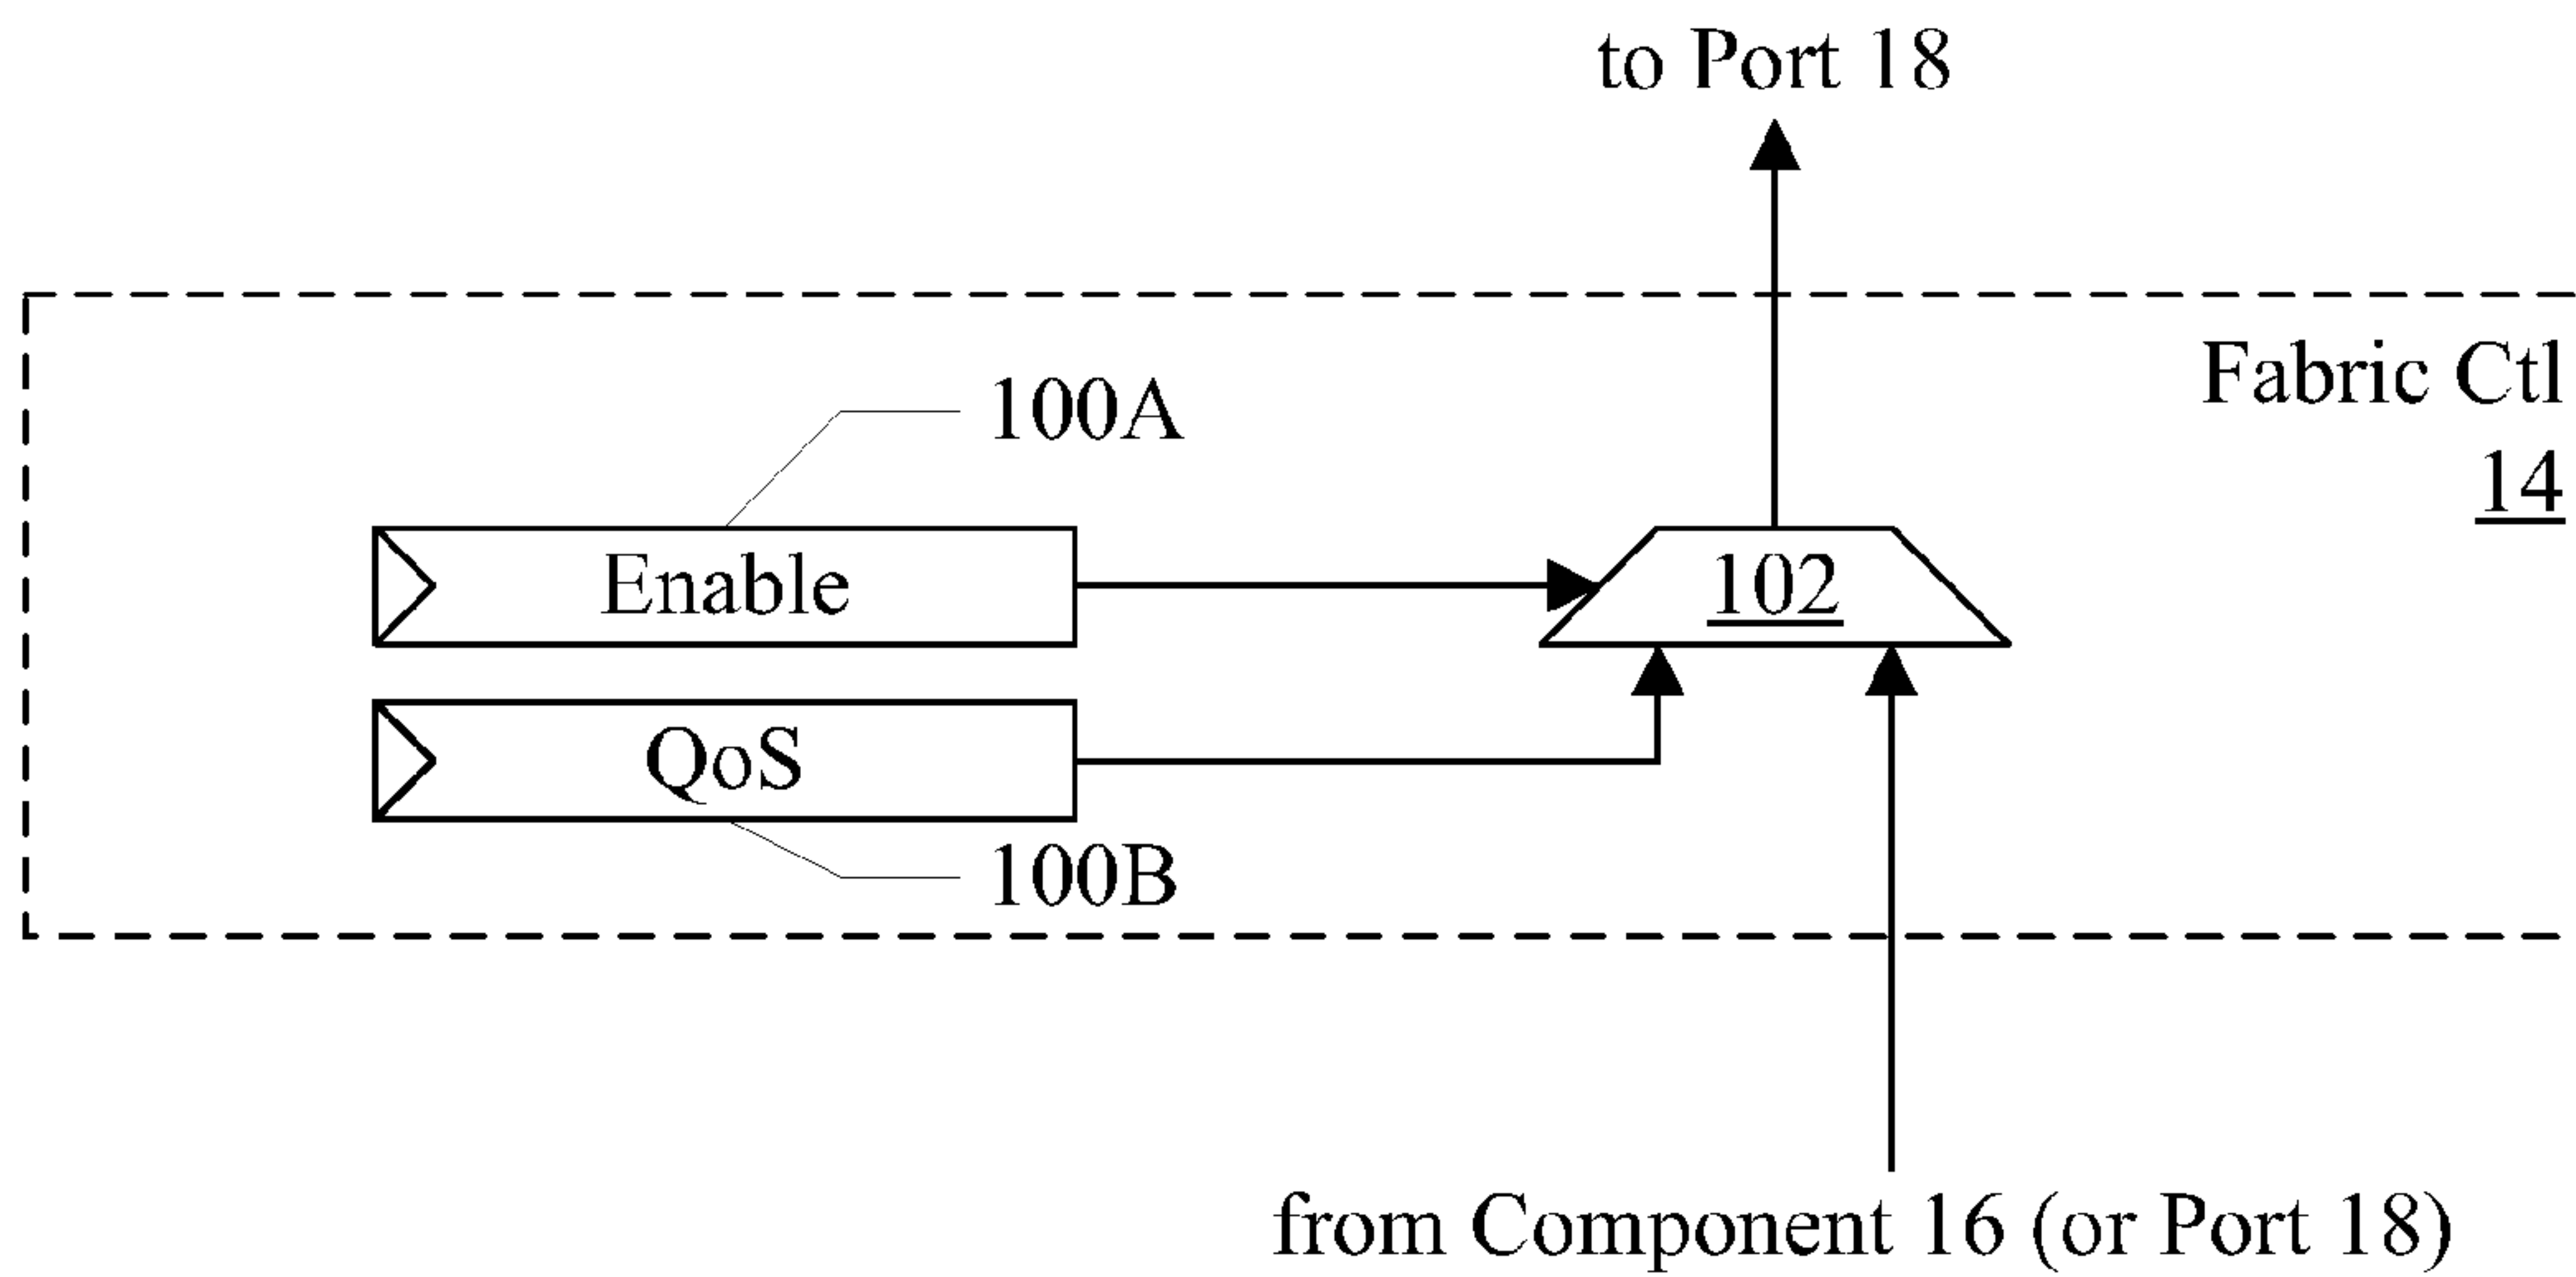 to Port 18
Fabric Ctl
14
100A
Enable
102
QoS
100B
from Component 16 (or Port 18)